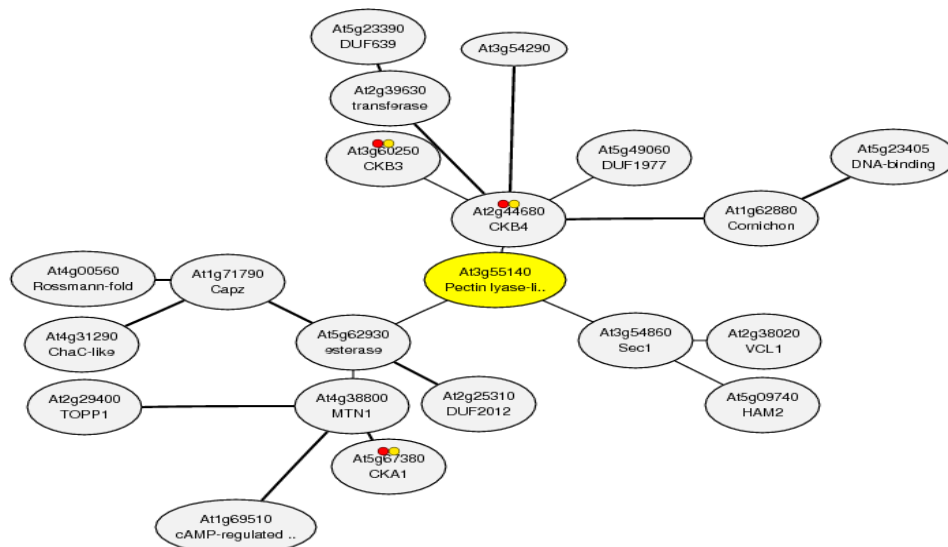 At5g23390
DUF639
At3g54290
At2g39630
transferase
At3g60250
CKB3
At5g49060
DUF1977
At5g23405
DNA-binding
At2g44680
CKB4
At1g62880
Cornichon
At3g55140
Pectin lyase-li..
At4g00560
Rossmann-fold
At1g71790
Capz
At4g31290
ChaC-like
At5g62930
esterase
At3g54860
Sec1
At2g38020
VCL1
At2g29400
TOPP1
At4g38800
MTN1
At2g25310
DUF2012
At5g09740
HAM2
At5g67380
CKA1
At1g69510
cAMP-regulated ..